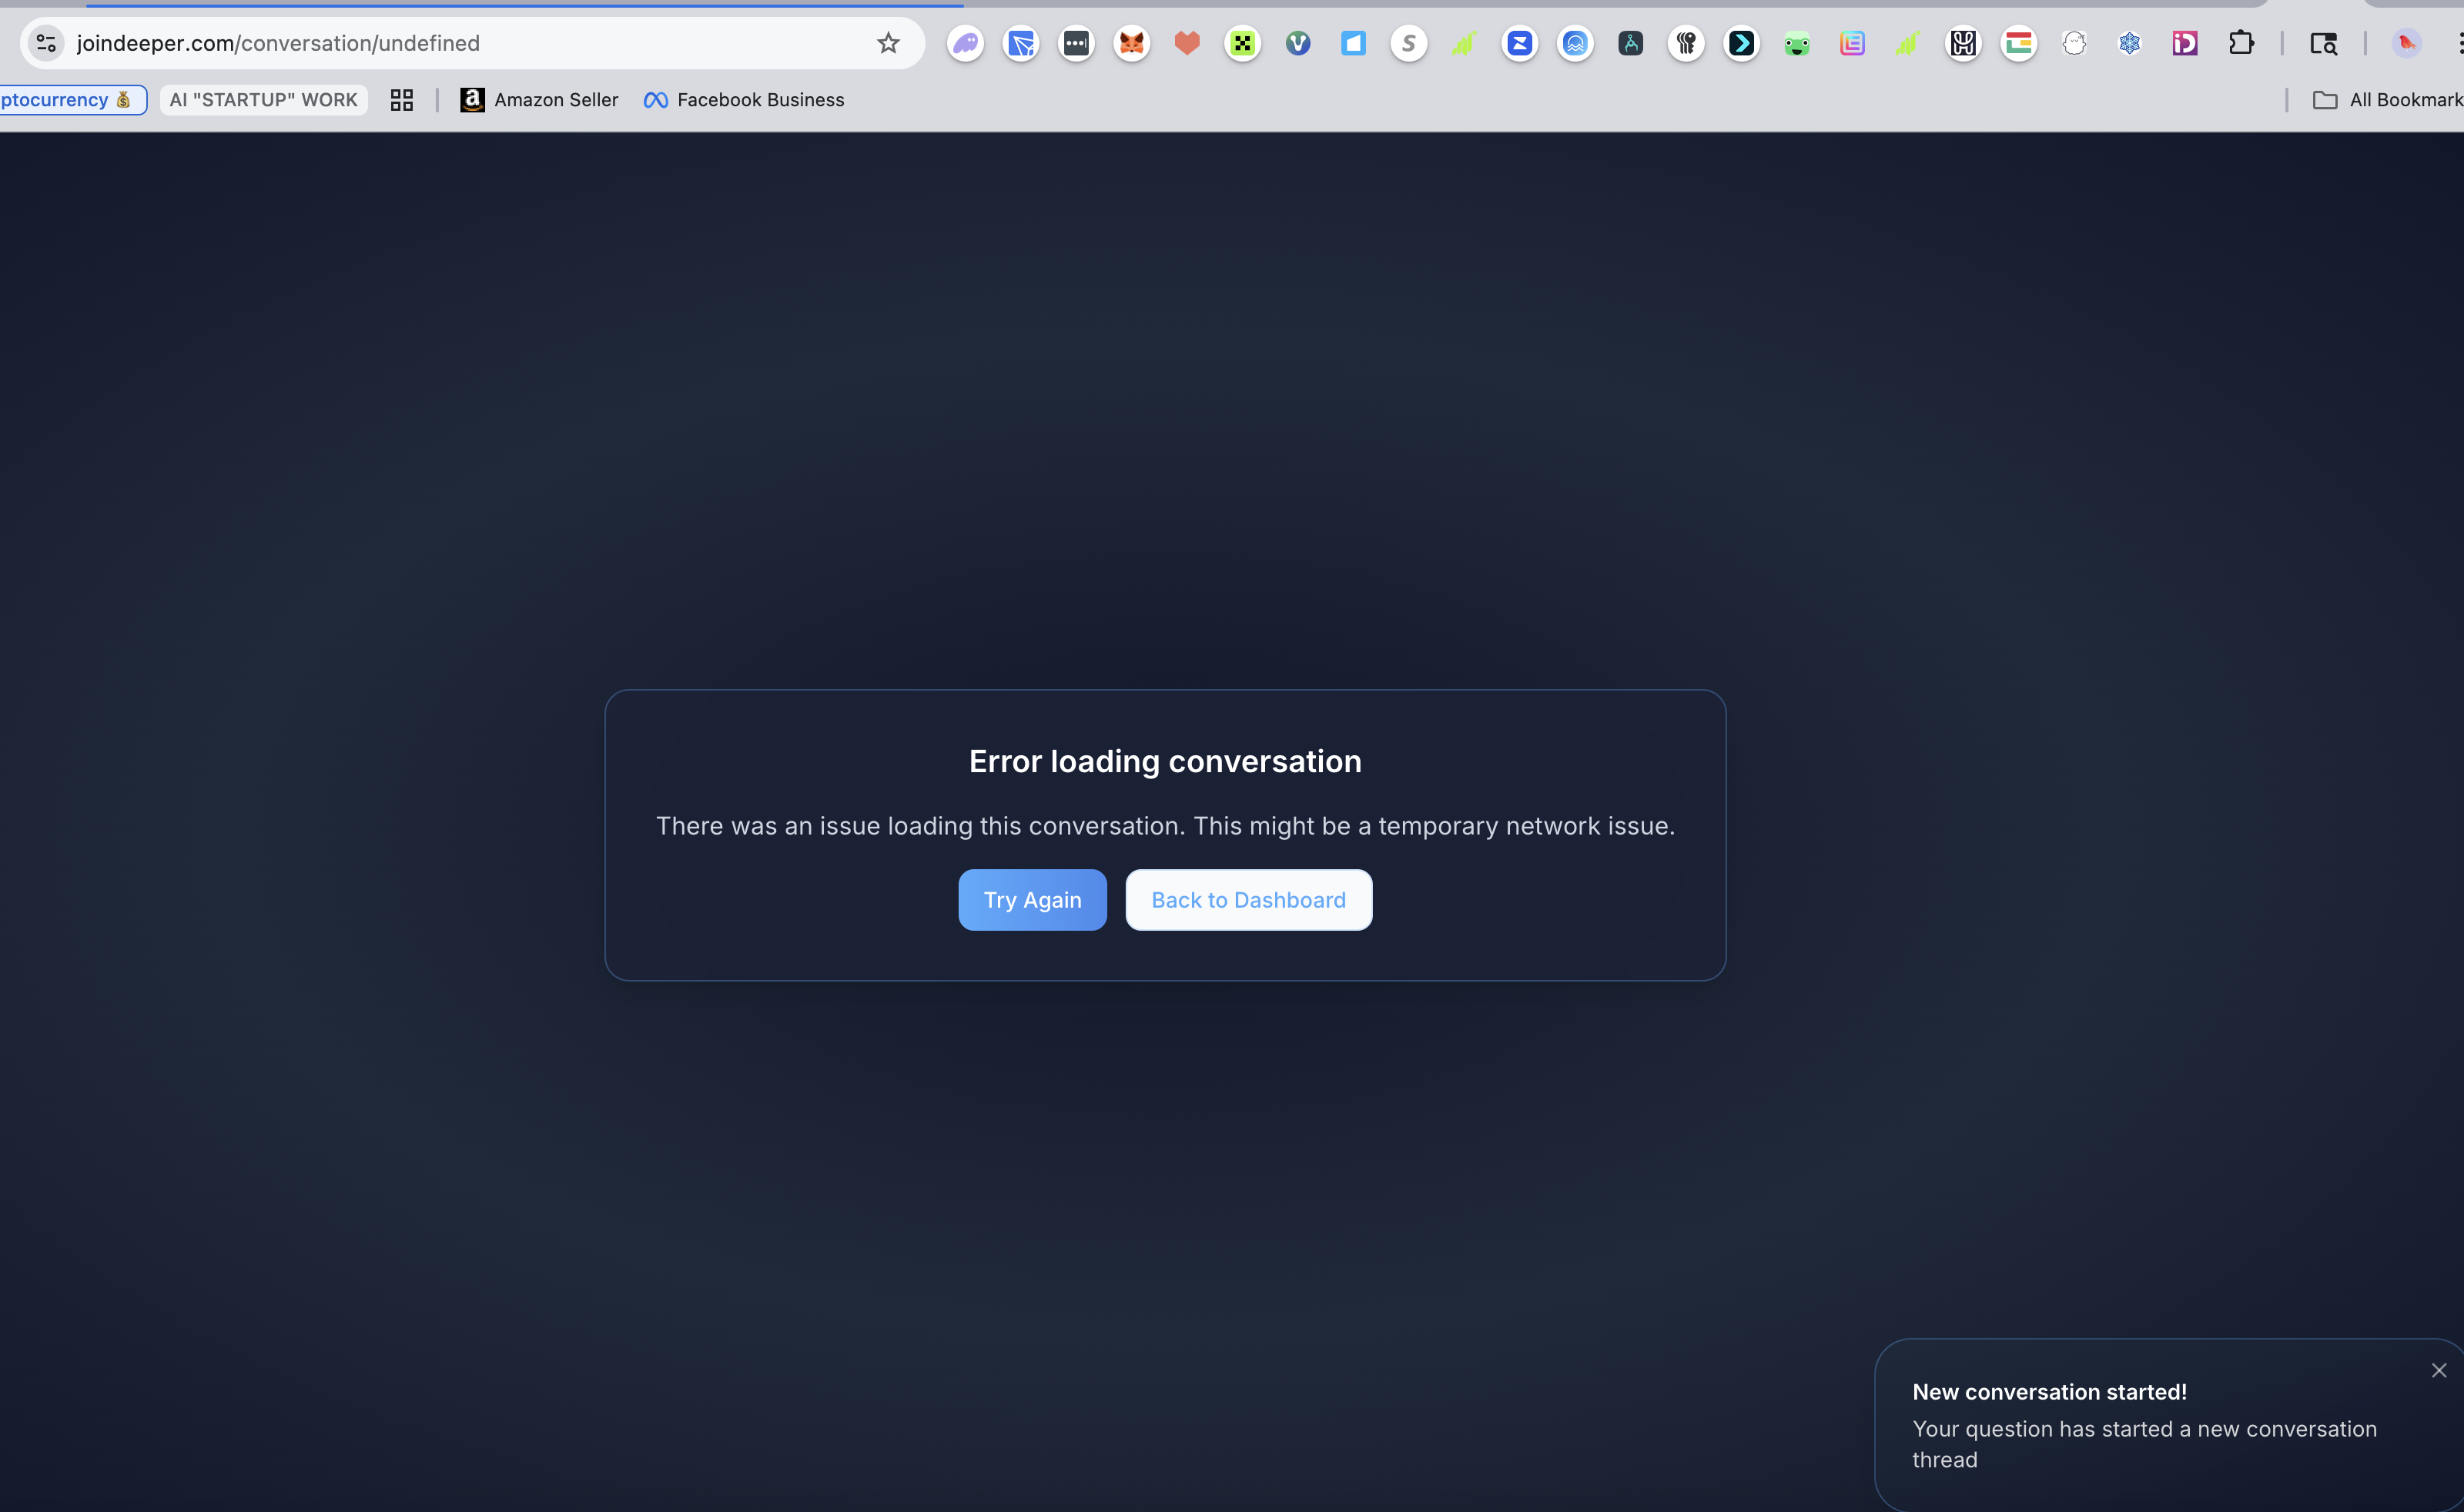 joindeeper.com/conversation/undefined
ptocurrency 💰
AI "STARTUP" WORK
Amazon Seller
Facebook Business
All Bookmark
Error loading conversation
There was an issue loading this conversation. This might be a temporary network issue.
Try Again
Back to Dashboard
New conversation started!
Your question has started a new conversation
thread